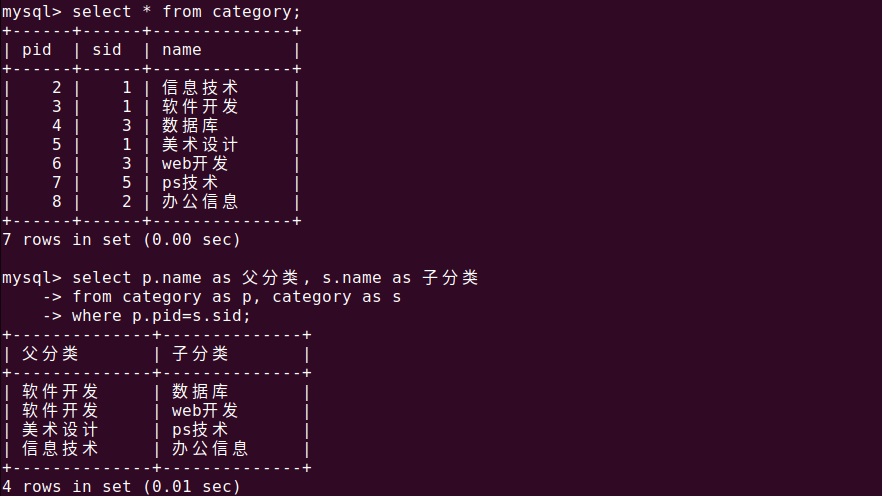 mysql> select * from category;
+------+------+--------------+
| pid  | sid  | name         |
+------+------+--------------+
|    2 |    1 | 信息技术     |
|    3 |    1 | 软件开发     |
|    4 |    3 | 数据库       |
|    5 |    1 | 美术设计     |
|    6 |    3 | web开发      |
|    7 |    5 | ps技术       |
|    8 |    2 | 办公信息     |
+------+------+--------------+
7 rows in set (0.00 sec)

mysql> select p.name as 父分类, s.name as 子分类
    -> from category as p, category as s
    -> where p.pid=s.sid;
+--------------+--------------+
| 父分类       | 子分类       |
+--------------+--------------+
| 软件开发     | 数据库       |
| 软件开发     | web开发      |
| 美术设计     | ps技术       |
| 信息技术     | 办公信息     |
+--------------+--------------+
4 rows in set (0.01 sec)